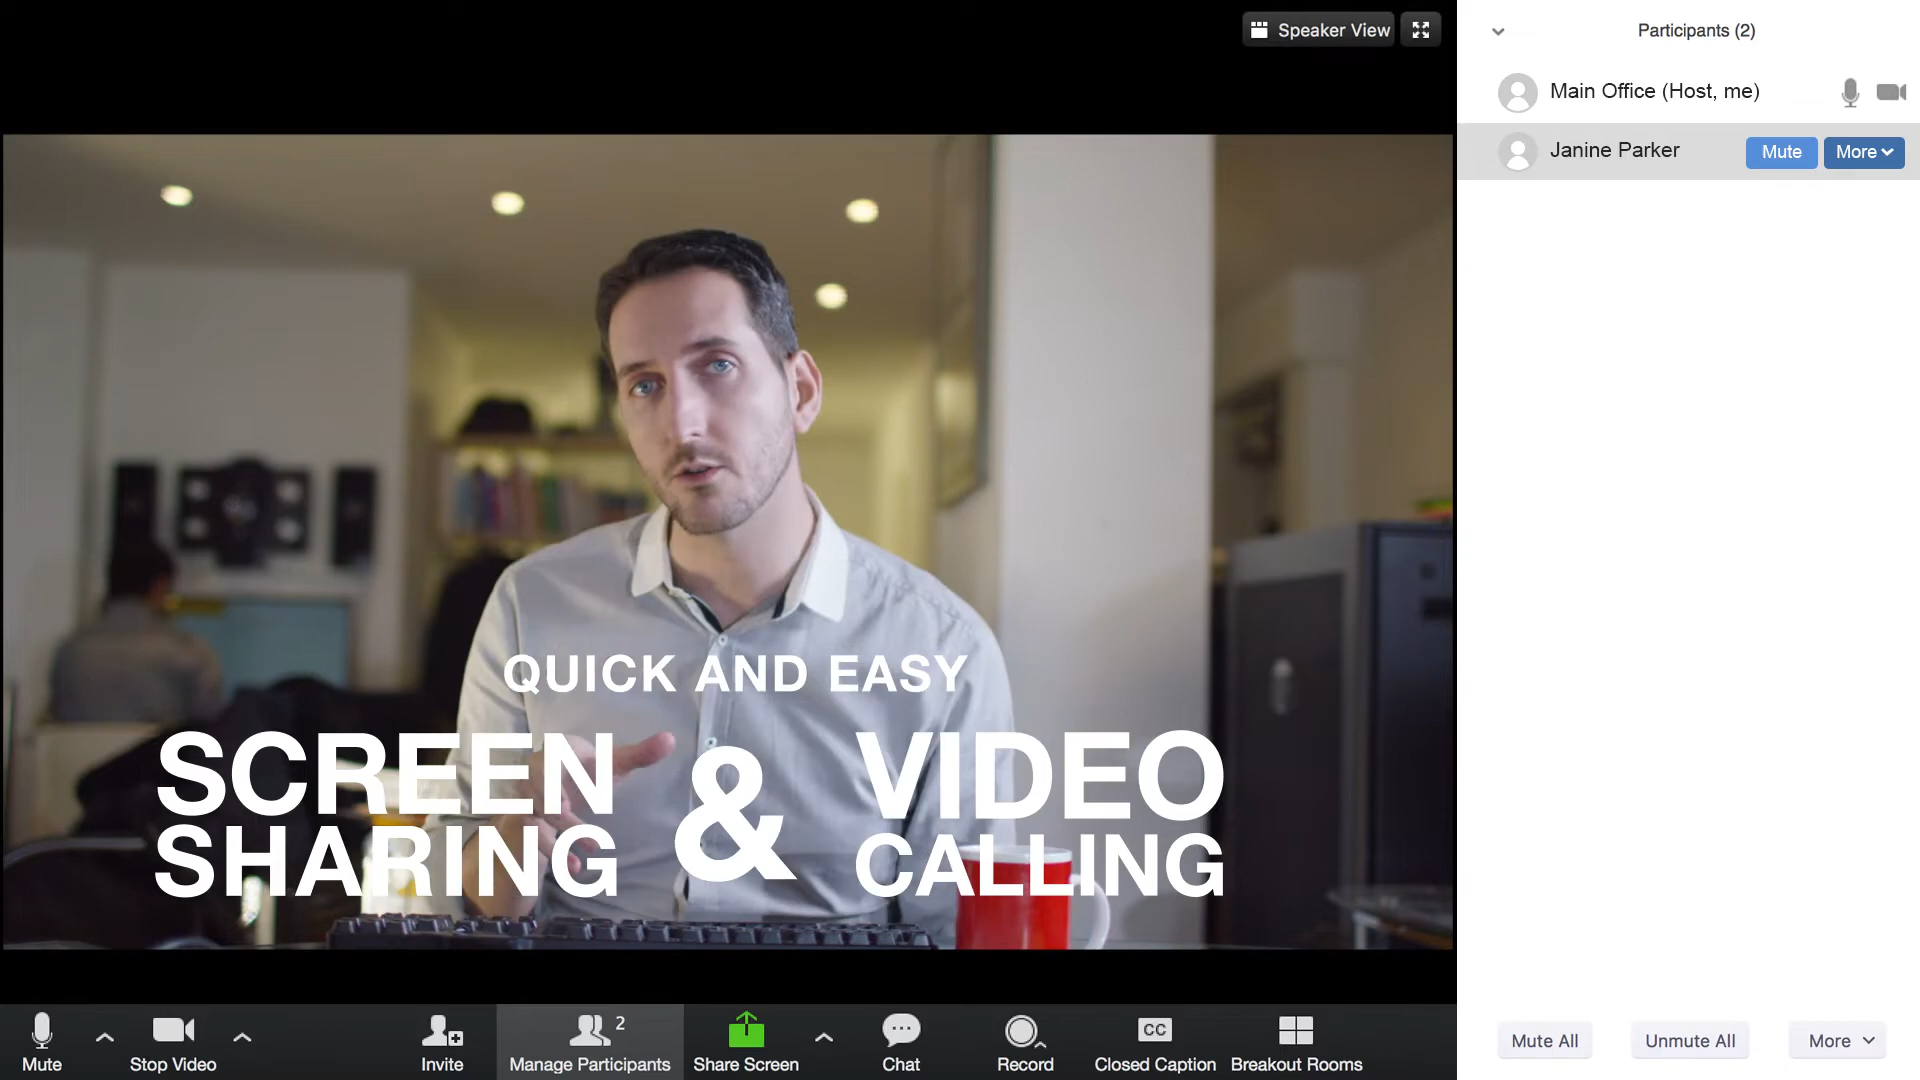 Speaker View
Participants (2)
Main Office (Host, me)
Janine Parker
Mute
More
QUICK AND EASY
SCREEN
SHARING
&
VIDEO
CALLING
Mute
Stop Video
Invite
2
Manage Participants
Share Screen
Chat
Record
CC
Closed Caption
Breakout Rooms
Mute All
Unmute All
More